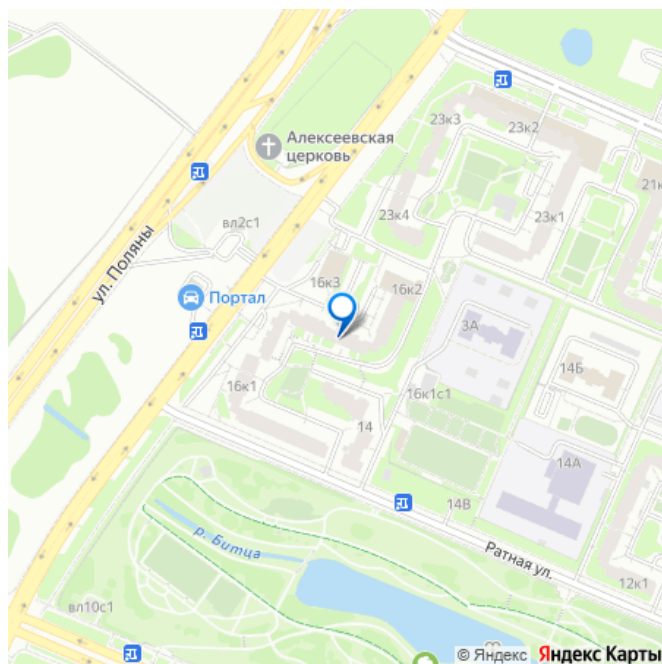 23к3
23к2
Алексеевская
церковь
21к
23к4
23к1
вл2с1
ул. Поляны
16к3
16к2
Портал
3А
14Б
16к1
16к1с1
14
14А
14В
р. Битца
Ратная ул.
12к1
вл10с1
© Яндекс Яндекс Карты